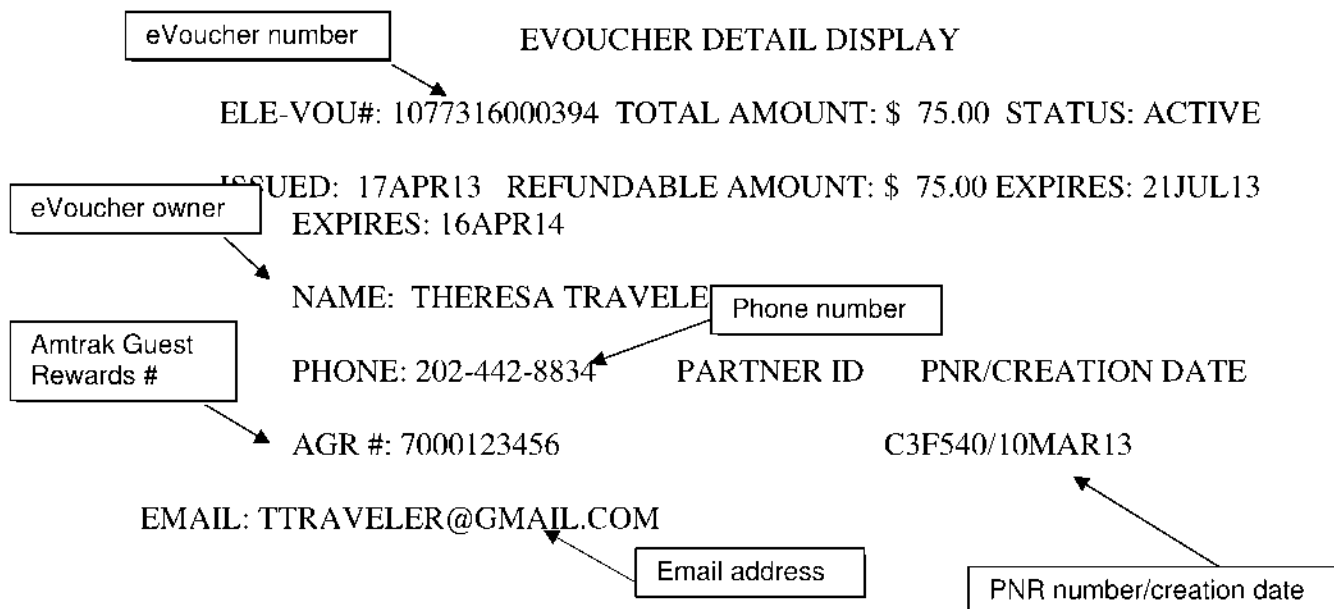 eVoucher number
EVOUCHER DETAIL DISPLAY
ELE-VOU#: 1077316000394 TOTAL AMOUNT: $ 75.00 STATUS: ACTIVE
ISSUED: 17APR13 REFUNDABLE AMOUNT: $ 75.00 EXPIRES: 21JUL13
eVoucher owner
EXPIRES: 16APR14
NAME: THERESA TRAVELE
Phone number
Amtrak Guest
Rewards #
PHONE: 202-442-8834 PARTNER ID PNR/CREATION DATE
AGR #: 7000123456 C3F540/10MAR13
EMAIL: TTRAVELER@GMAIL.COM
Email address
PNR number/creation date